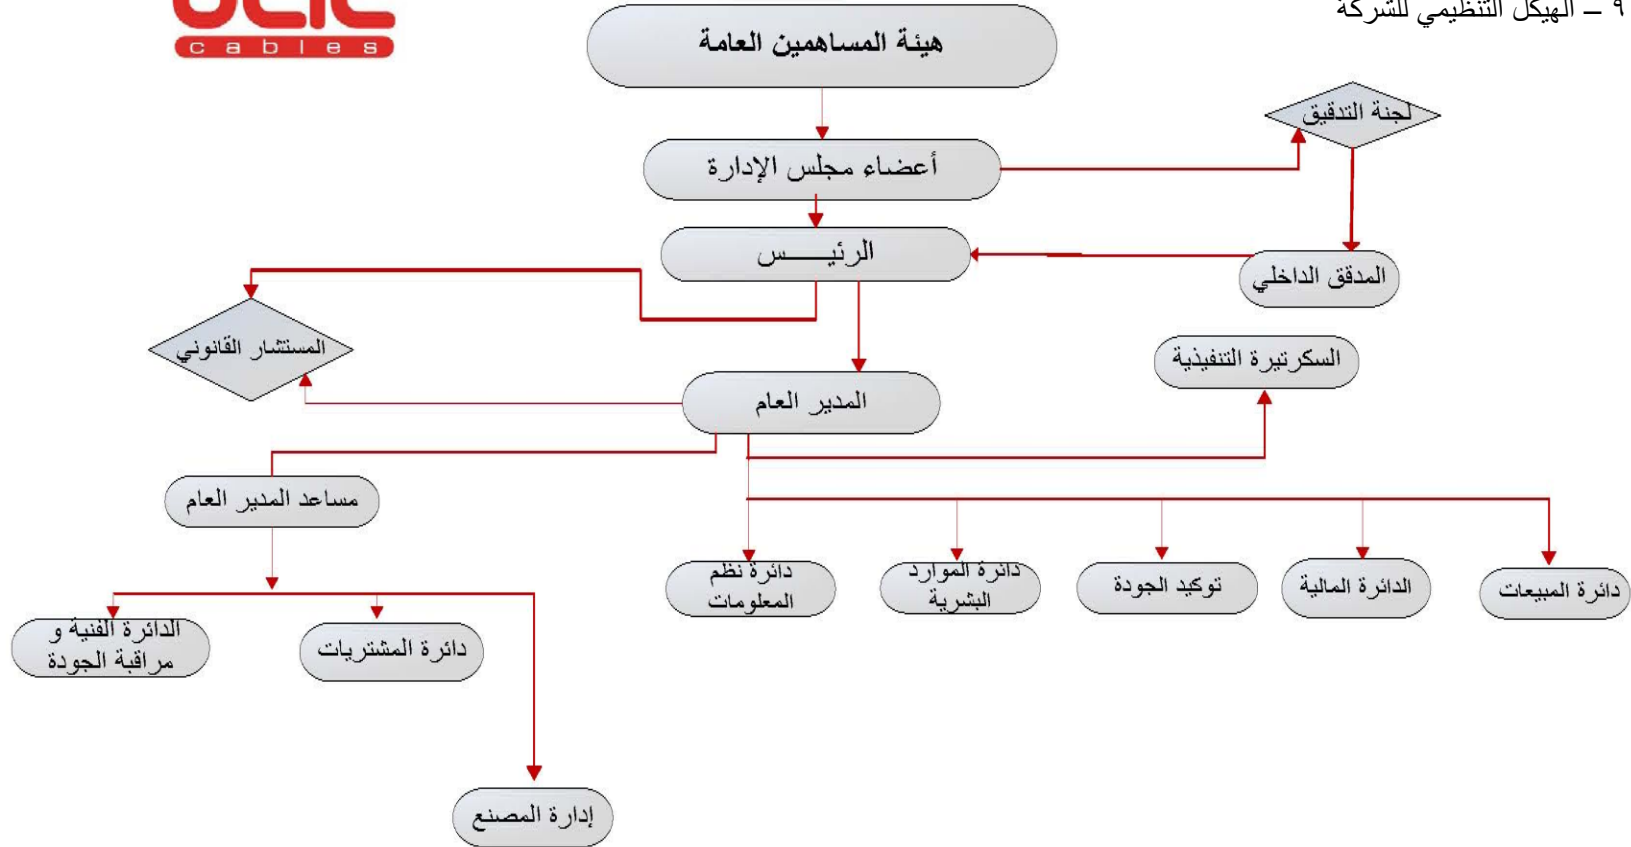 ٩ – الهيكل التنظيمي للشركة
cables
هيئة المساهمين العامة
لجنة التدقيق
أعضاء مجلس الإدارة
الرئيــــس
المدقق الداخلي
المستشار القانوني
السكرتيرة التنفيذية
المدير العام
مساعد المدير العام
دائرة المبيعات
الدائرة المالية
توكيد الجودة
دائرة الموارد
البشرية
دائرة نظم
المعلومات
إدارة المصنع
دائرة المشتريات
الدائرة الفنية و
مراقبة الجودة